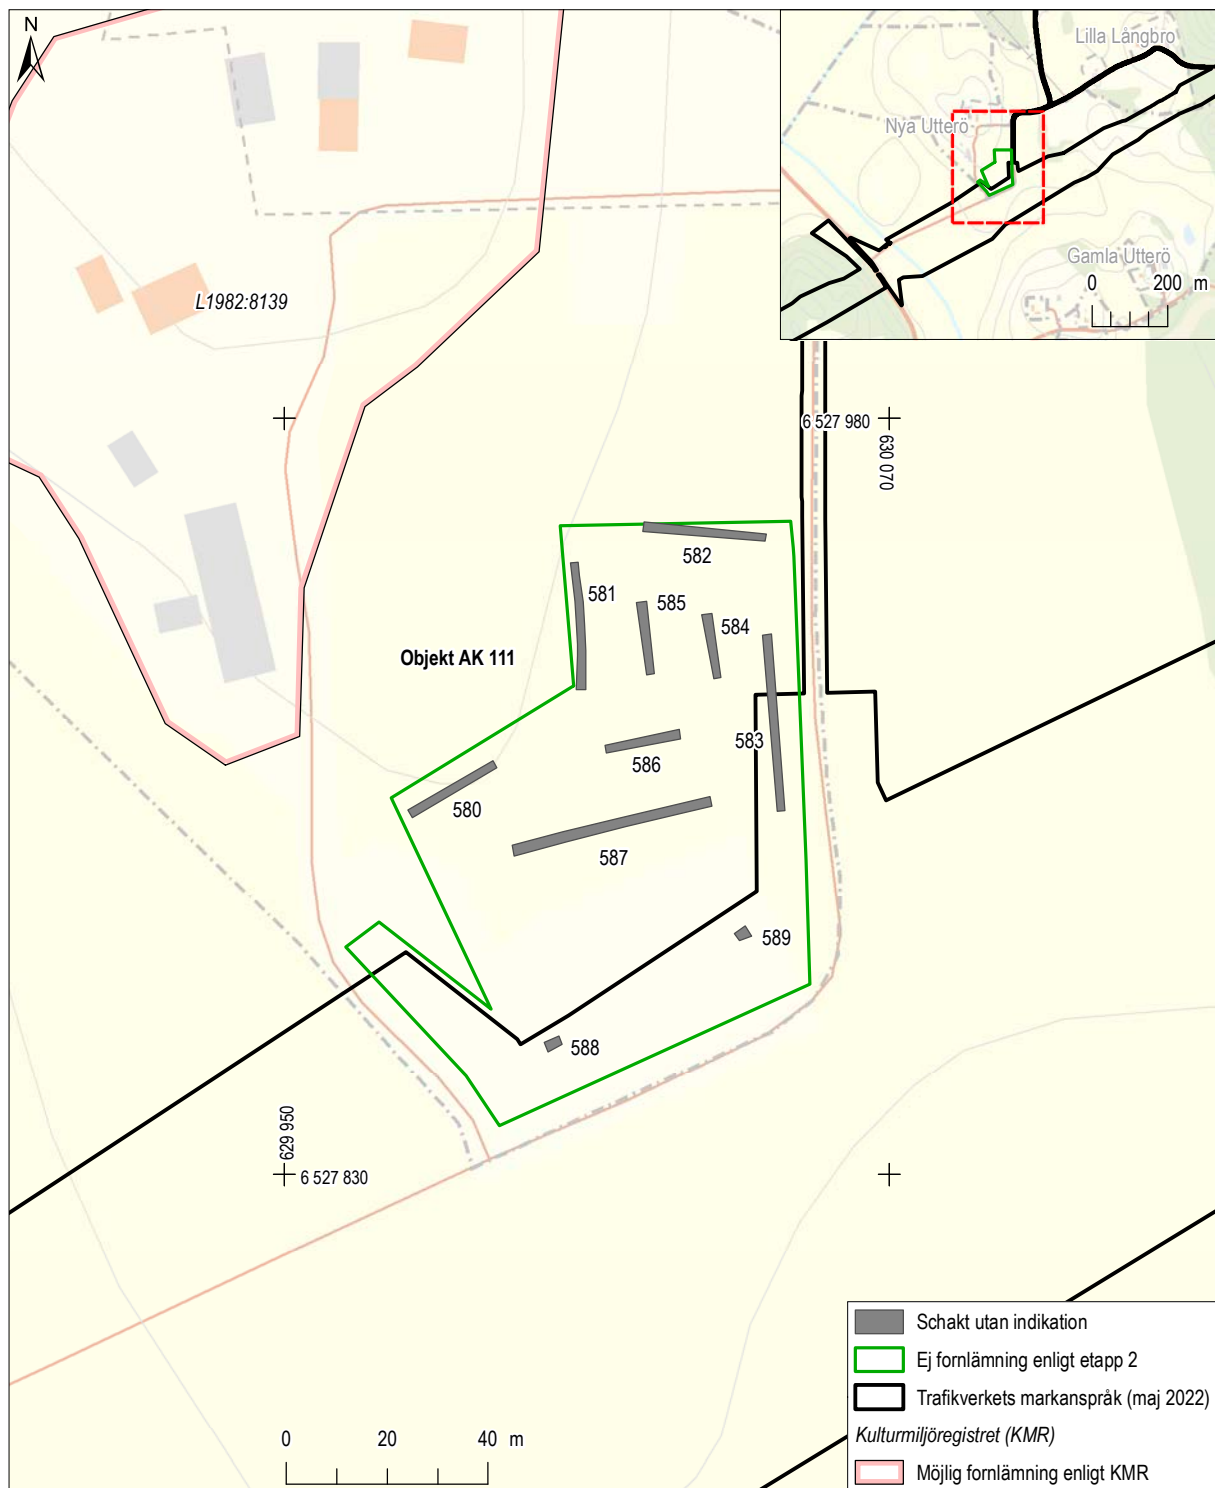 N
Lilla Långbro
Nya Utterö
Gamla Utterö
0 200 m
L1982:8139
6 527 980
630 070
582
581
585
584
Objekt AK 111
583
586
580
587
589
588
629 950
6 527 830
0 20 40 m
Schakt utan indikation
Ej fornlämning enligt etapp 2
Trafikverkets markanspråk (maj 2022)
Kulturmiljöregistret (KMR)
Möjlig fornlämning enligt KMR